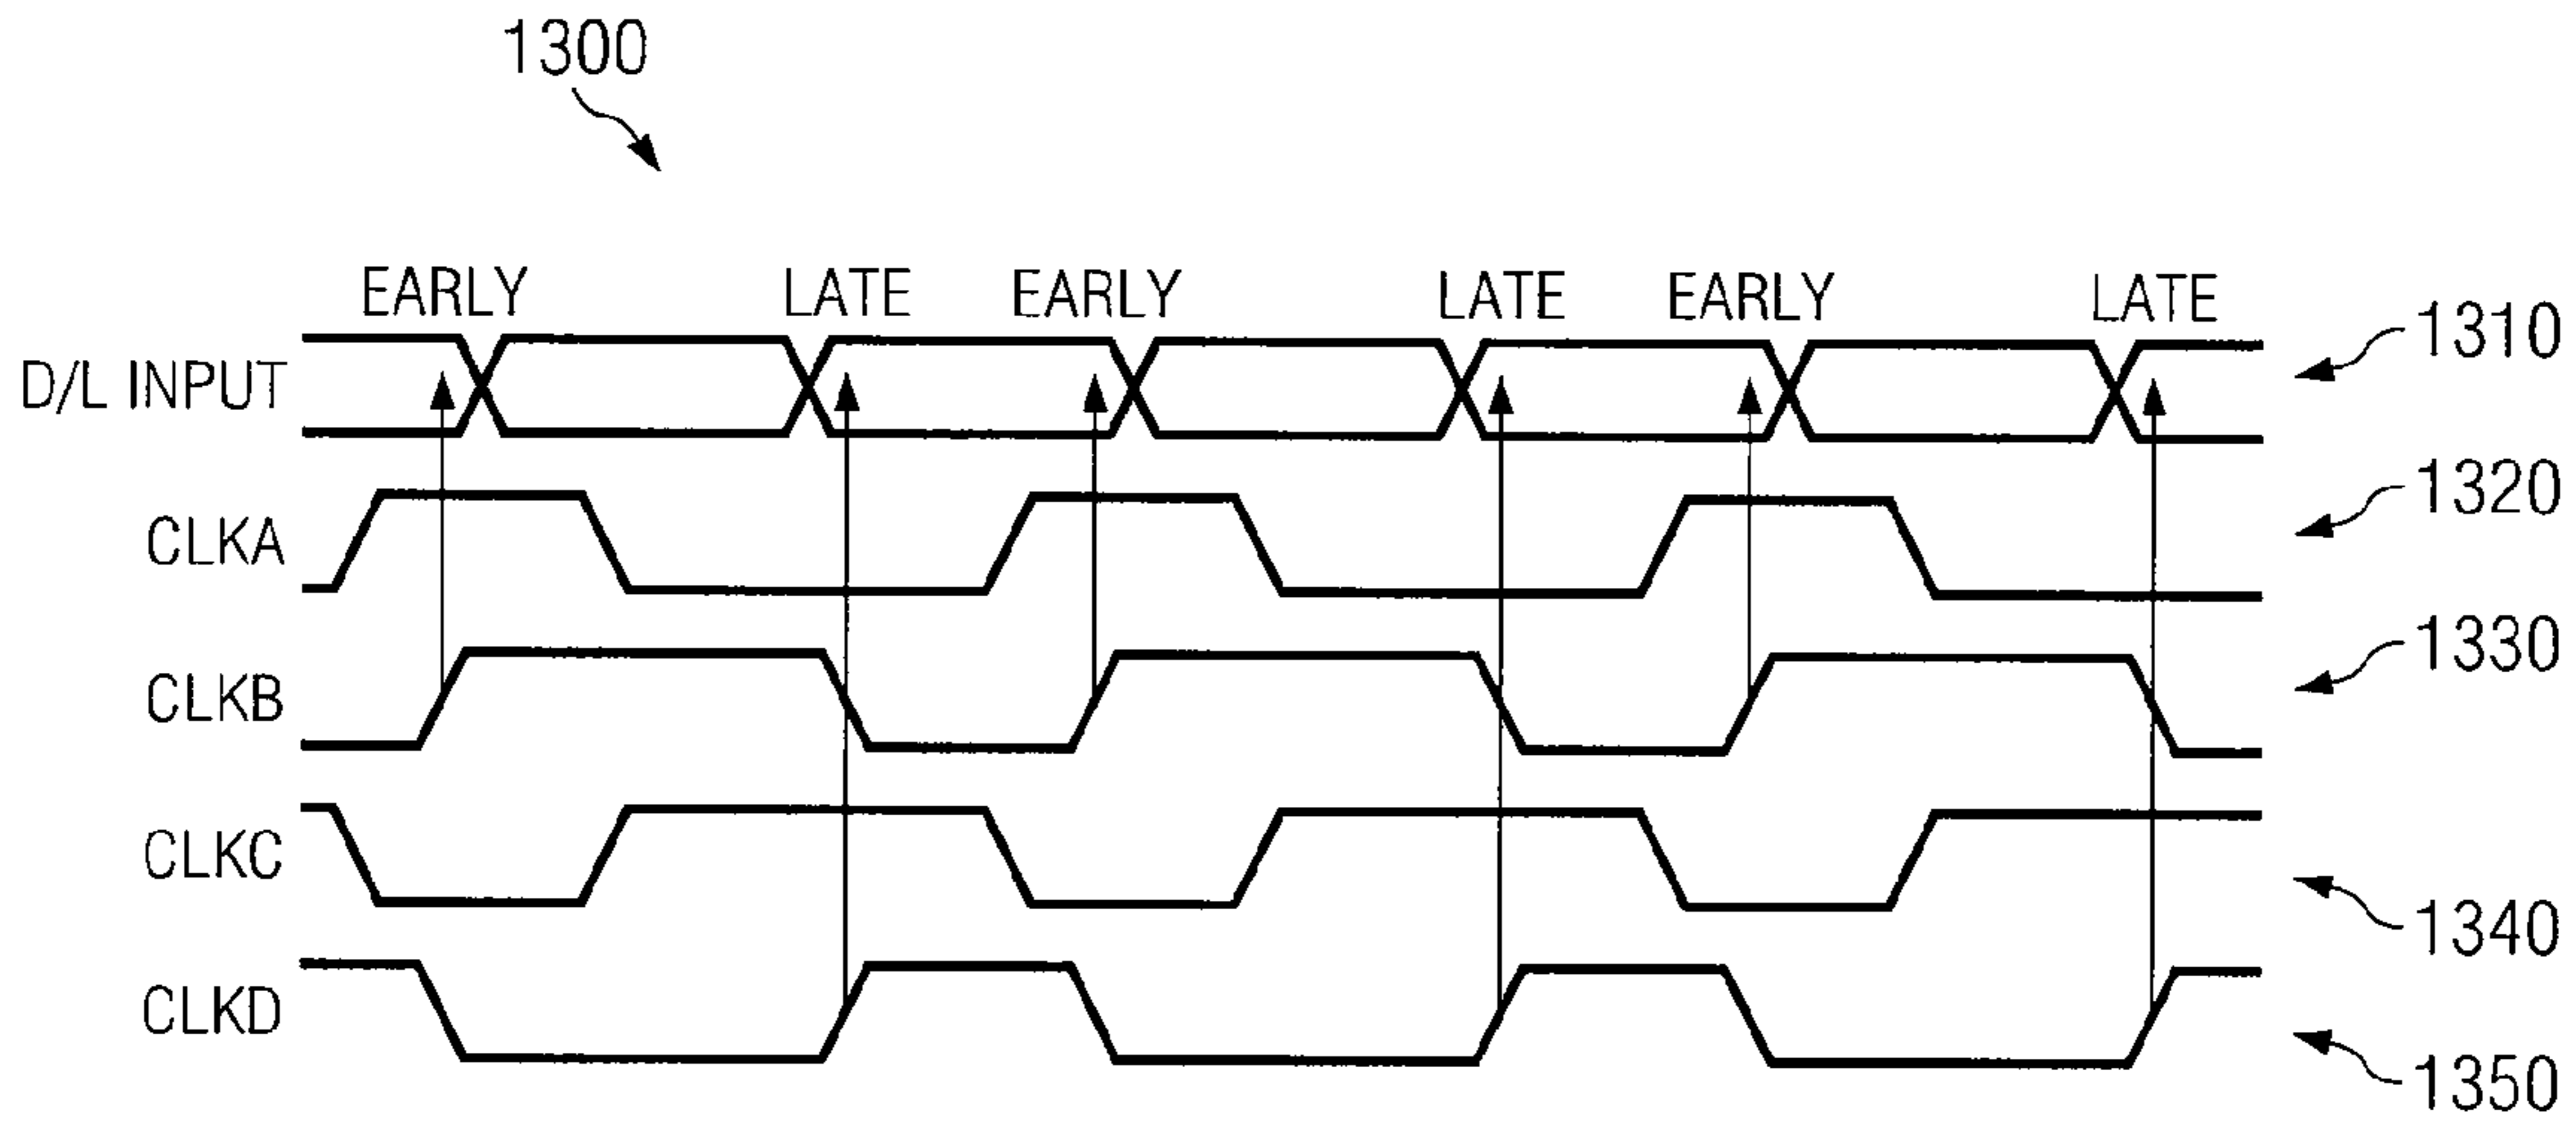 1300
EARLY LATE EARLY LATE EARLY LATE
D/L INPUT 1310
CLKA 1320
CLKB 1330
CLKC 1340
CLKD 1350